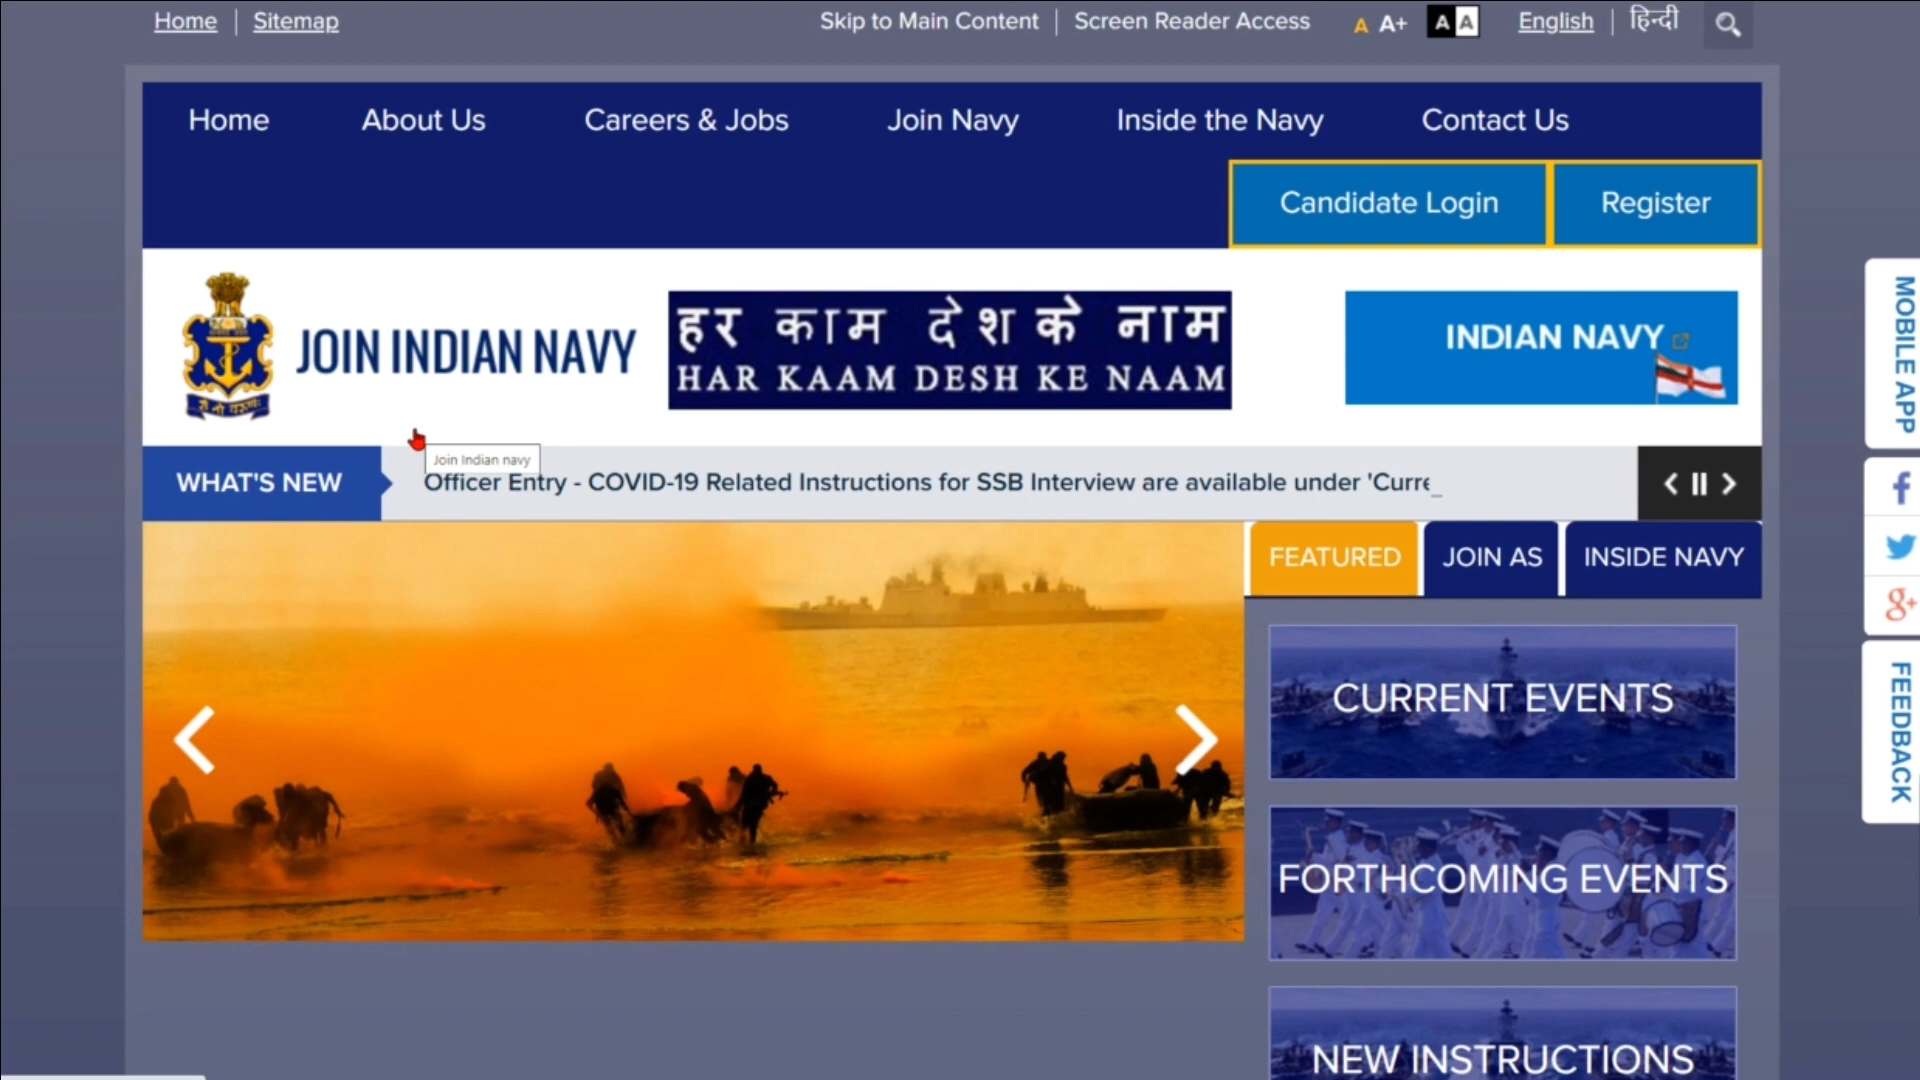 Home | Sitemap
Skip to Main Content | Screen Reader Access
A A+ A A
English | हिन्दी
Home About Us Careers & Jobs Join Navy Inside the Navy Contact Us
Candidate Login Register
JOIN INDIAN NAVY
हर काम देश के नाम
HAR KAAM DESH KE NAAM
INDIAN NAVY
Join Indian navy
WHAT'S NEW
Officer Entry - COVID-19 Related Instructions for SSB Interview are available under 'Curre_
FEATURED JOIN AS INSIDE NAVY
CURRENT EVENTS
FORTHCOMING EVENTS
NEW INSTRUCTIONS
MOBILE APP
FEEDBACK